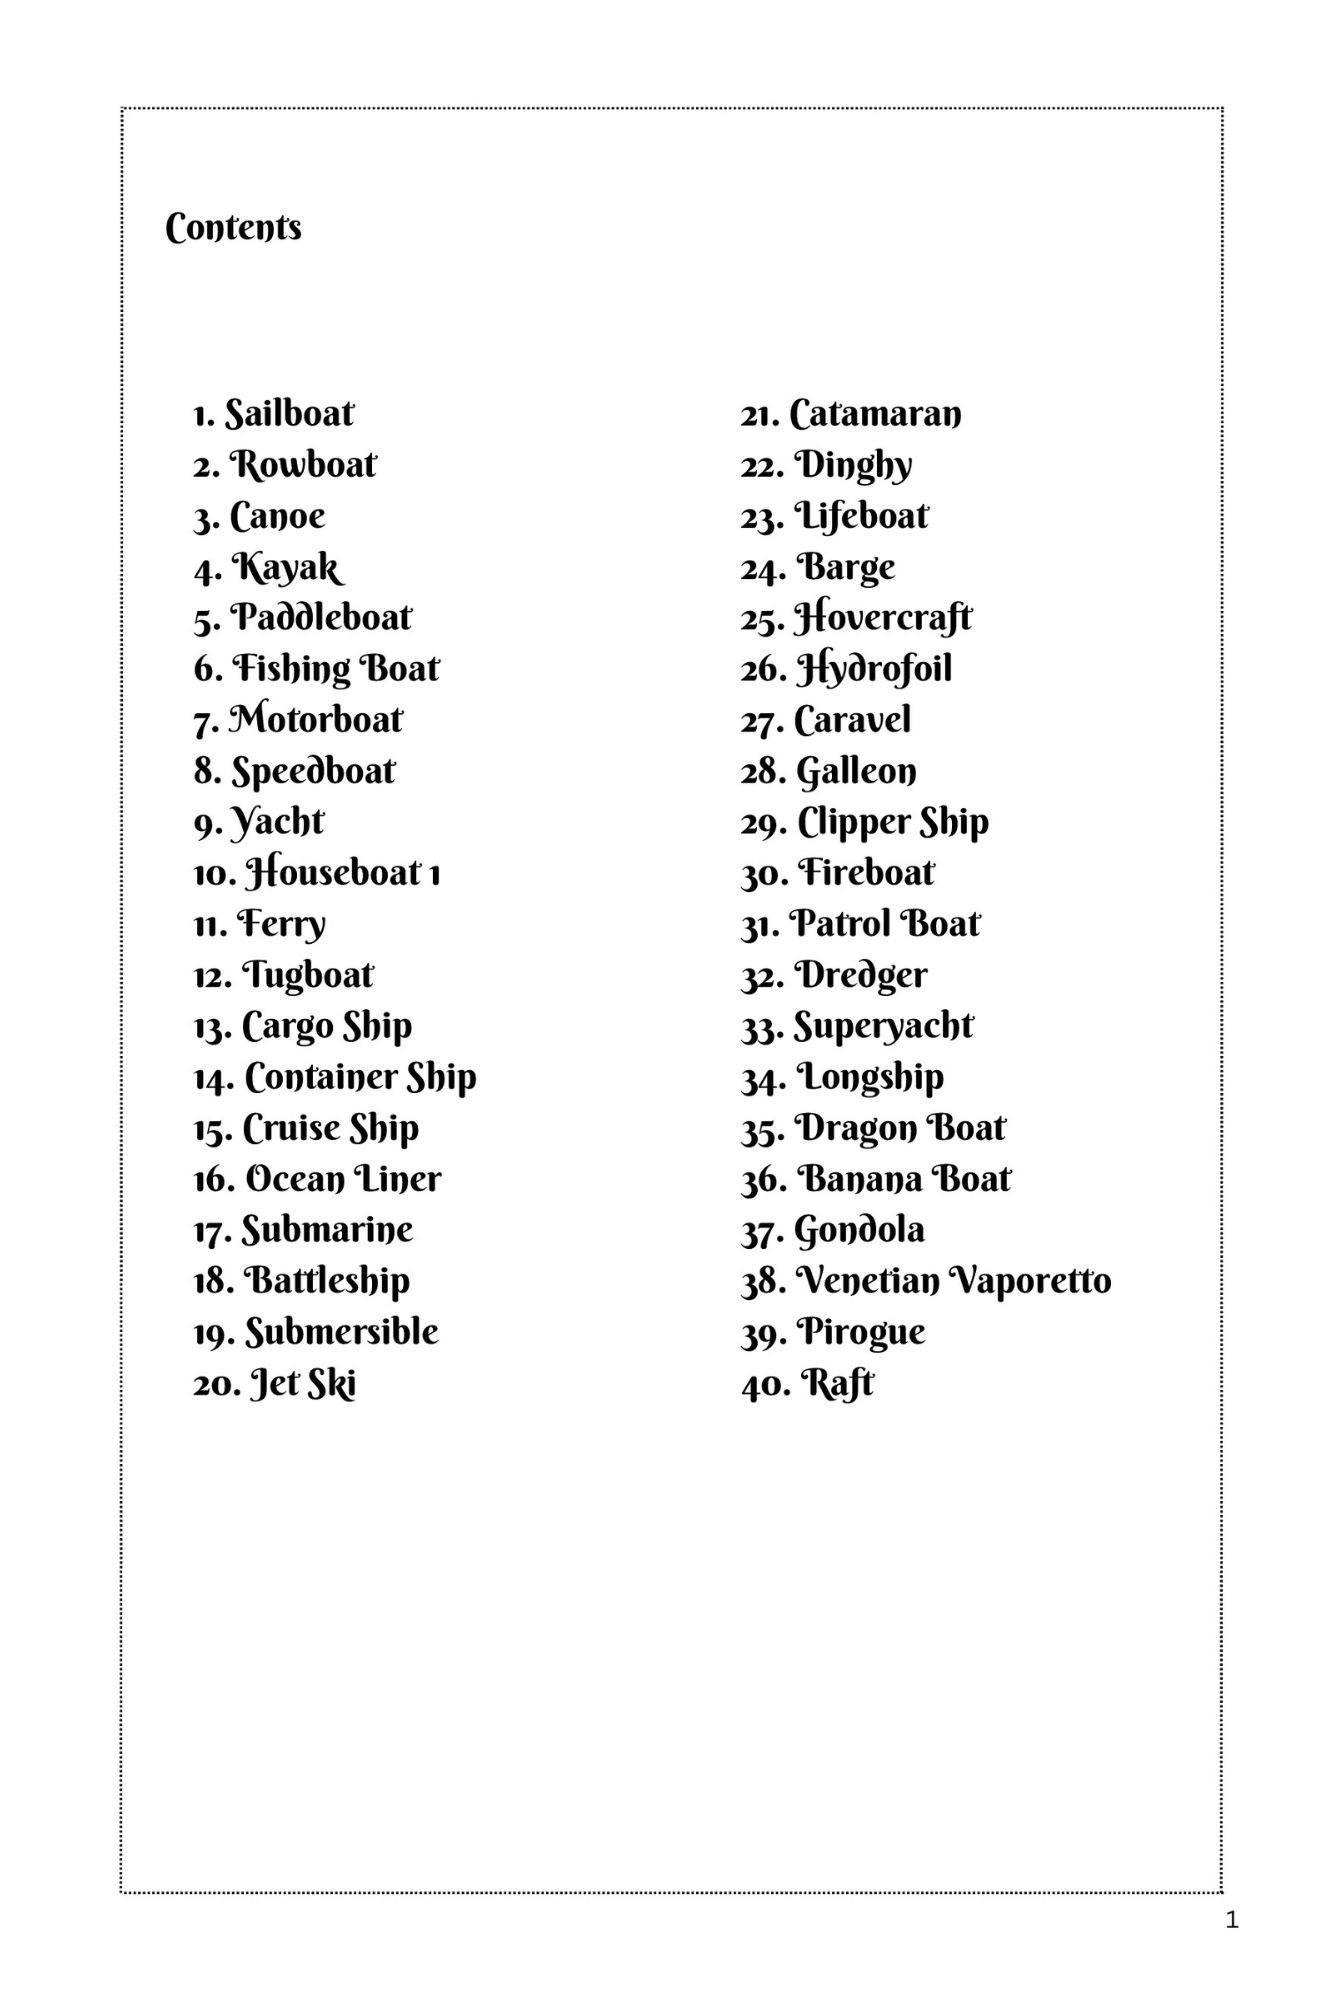 Contents
1. Sailboat
2. Rowboat
3. Canoe
4. Kayak
5. Paddleboat
6. Fishing Boat
7. Motorboat
8. Speedboat
9. Yacht
10. Houseboat 1
11. Ferry
12. Tugboat
13. Cargo Ship
14. Container Ship
15. Cruise Ship
16. Ocean Liner
17. Submarine
18. Battleship
19. Submersible
20. Jet Ski
21. Catamaran
22. Dinghy
23. Lifeboat
24. Barge
25. Hovercraft
26. Hydrofoil
27. Caravel
28. Galleon
29. Clipper Ship
30. Fireboat
31. Patrol Boat
32. Dredger
33. Superyacht
34. Longship
35. Dragon Boat
36. Banana Boat
37. Gondola
38. Venetian Vaporetto
39. Pirogue
40. Raft
1